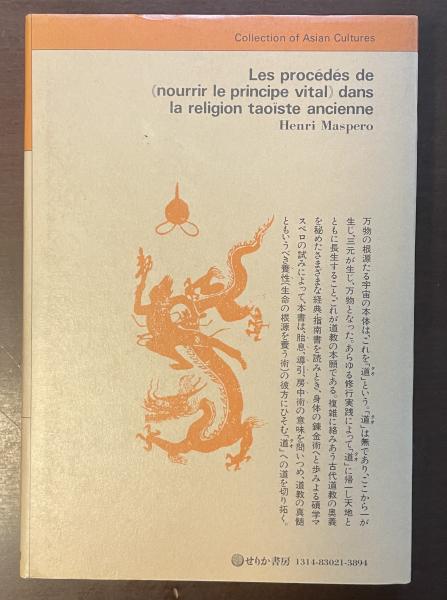 Collection of Asian Cultures
Les procédés de
(nourrir le principe vital) dans
la religion taoïste ancienne
Henri Maspero
万物の根源たる宇宙の本体は、これを「道」という。「道」は無であり、ここから一が
生じ、三元が生じ、万物となった。あらゆる修行実践によって、「道」に帰一し天地と
ともに長生すること、これが道教の本願である。複雑に絡みあう古代道教の奥義
を秘めたさまざまな経典・指南書を読みとき、身体の錬金術へと歩みよる碩学マ
スペロの試みによって、本書は、胎息、導引、房中術の意味を問いつめ、道教の真髄
ともいうべき養性(生命の根源を養う術)の彼方にひそむ「道」への道を切り拓く。
せりか書房 1314-83021-3894